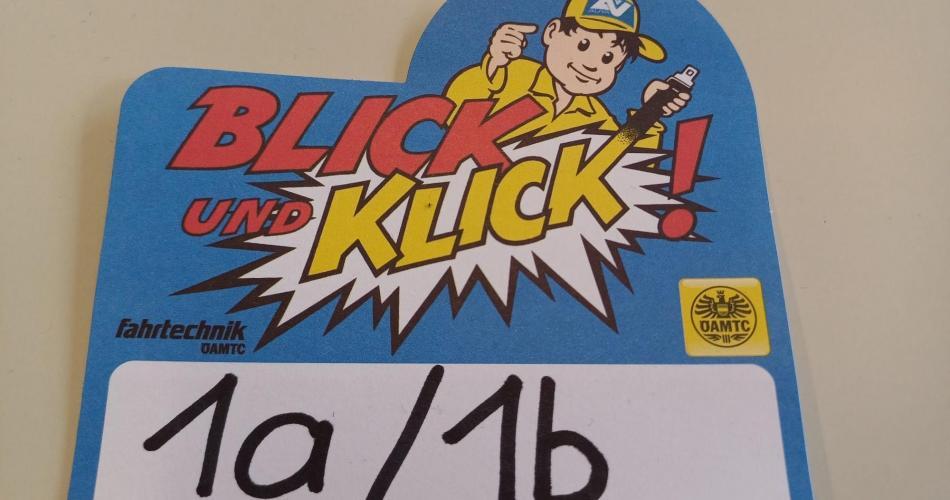 BLICK
UND KLICK!
fahrtechnik
ÖAMTC
ÖAMTC
1a/1b